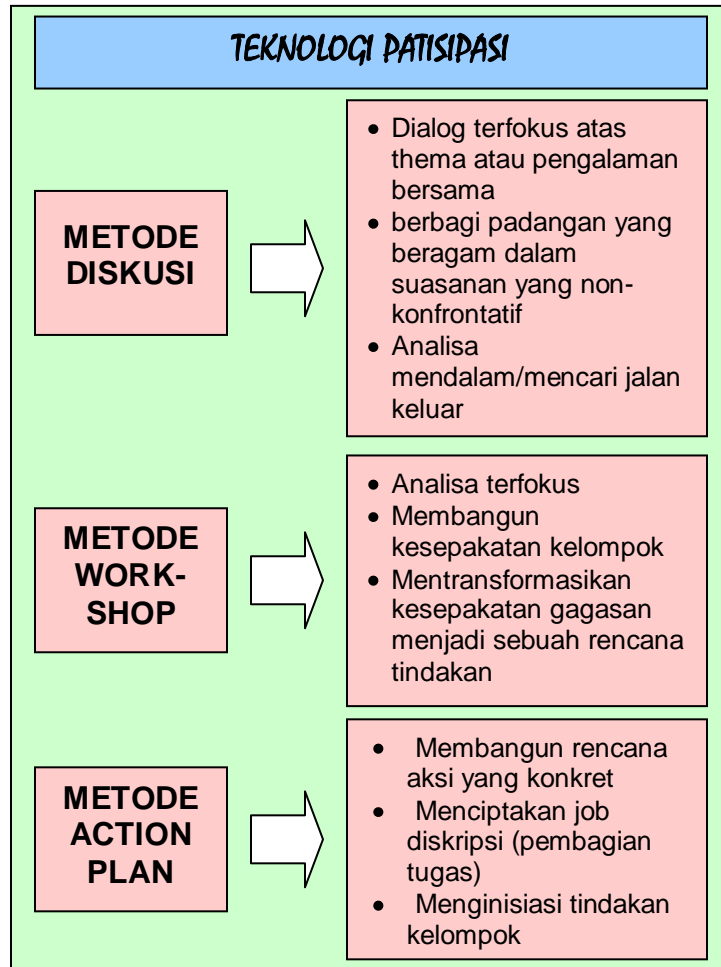 TEKNOLOGI PATISIPASI
METODE
DISKUSI
• Dialog terfokus atas
thema atau pengalaman
bersama
• berbagi padangan yang
beragam dalam
suasanan yang non-
konfrontatif
• Analisa
mendalam/mencari jalan
keluar
METODE
WORK-
SHOP
• Analisa terfokus
• Membangun
kesepakatan kelompok
• Mentransformasikan
kesepakatan gagasan
menjadi sebuah rencana
tindakan
METODE
ACTION
PLAN
• Membangun rencana
aksi yang konkret
• Menciptakan job
diskripsi (pembagian
tugas)
• Menginisiasi tindakan
kelompok